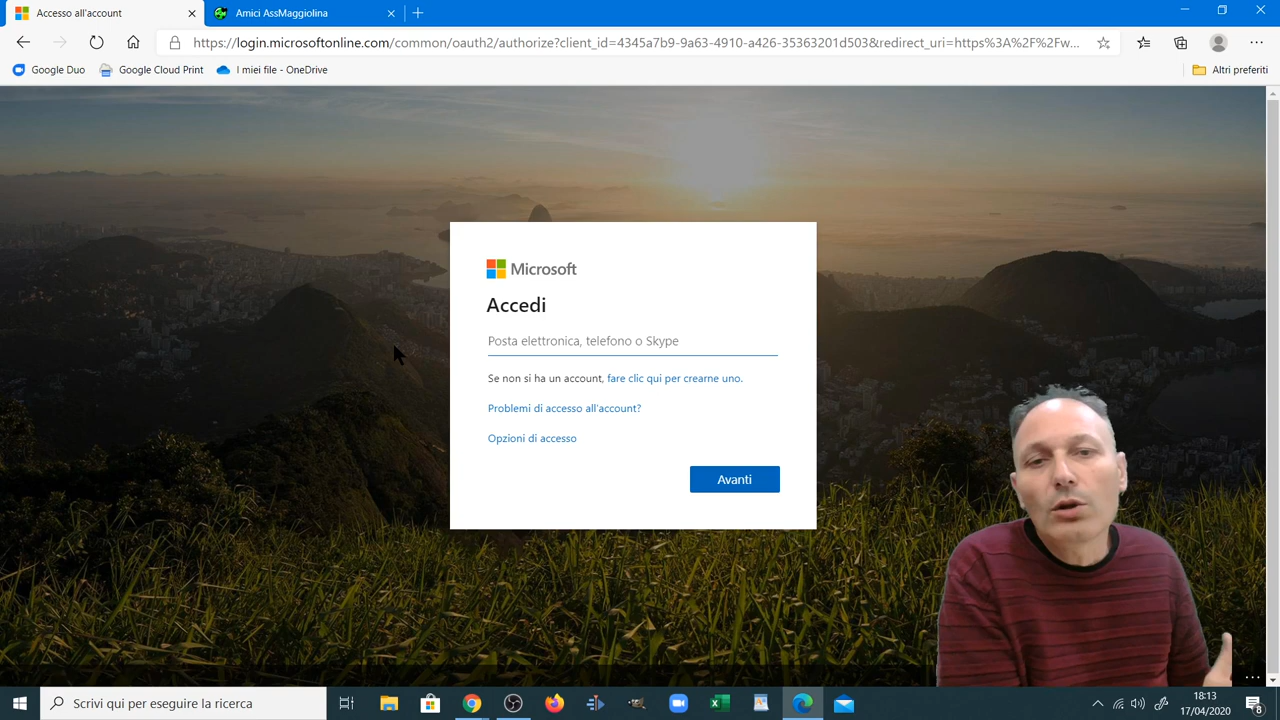 Accesso all'account
Amici AssMaggiolina
https://login.microsoftonline.com/common/oauth2/authorize?client_id=4345a7b9-9a63-4910-a426-35363201d503&redirect_uri=https%3A%2F%2Fw...
Google Duo
Google Cloud Print
I miei file - OneDrive
Altri preferiti
Microsoft
Accedi
Posta elettronica, telefono o Skype
Se non si ha un account, fare clic qui per crearne uno.
Problemi di accesso all'account?
Opzioni di accesso
Avanti
Scrivi qui per eseguire la ricerca
18:13
17/04/2020
8